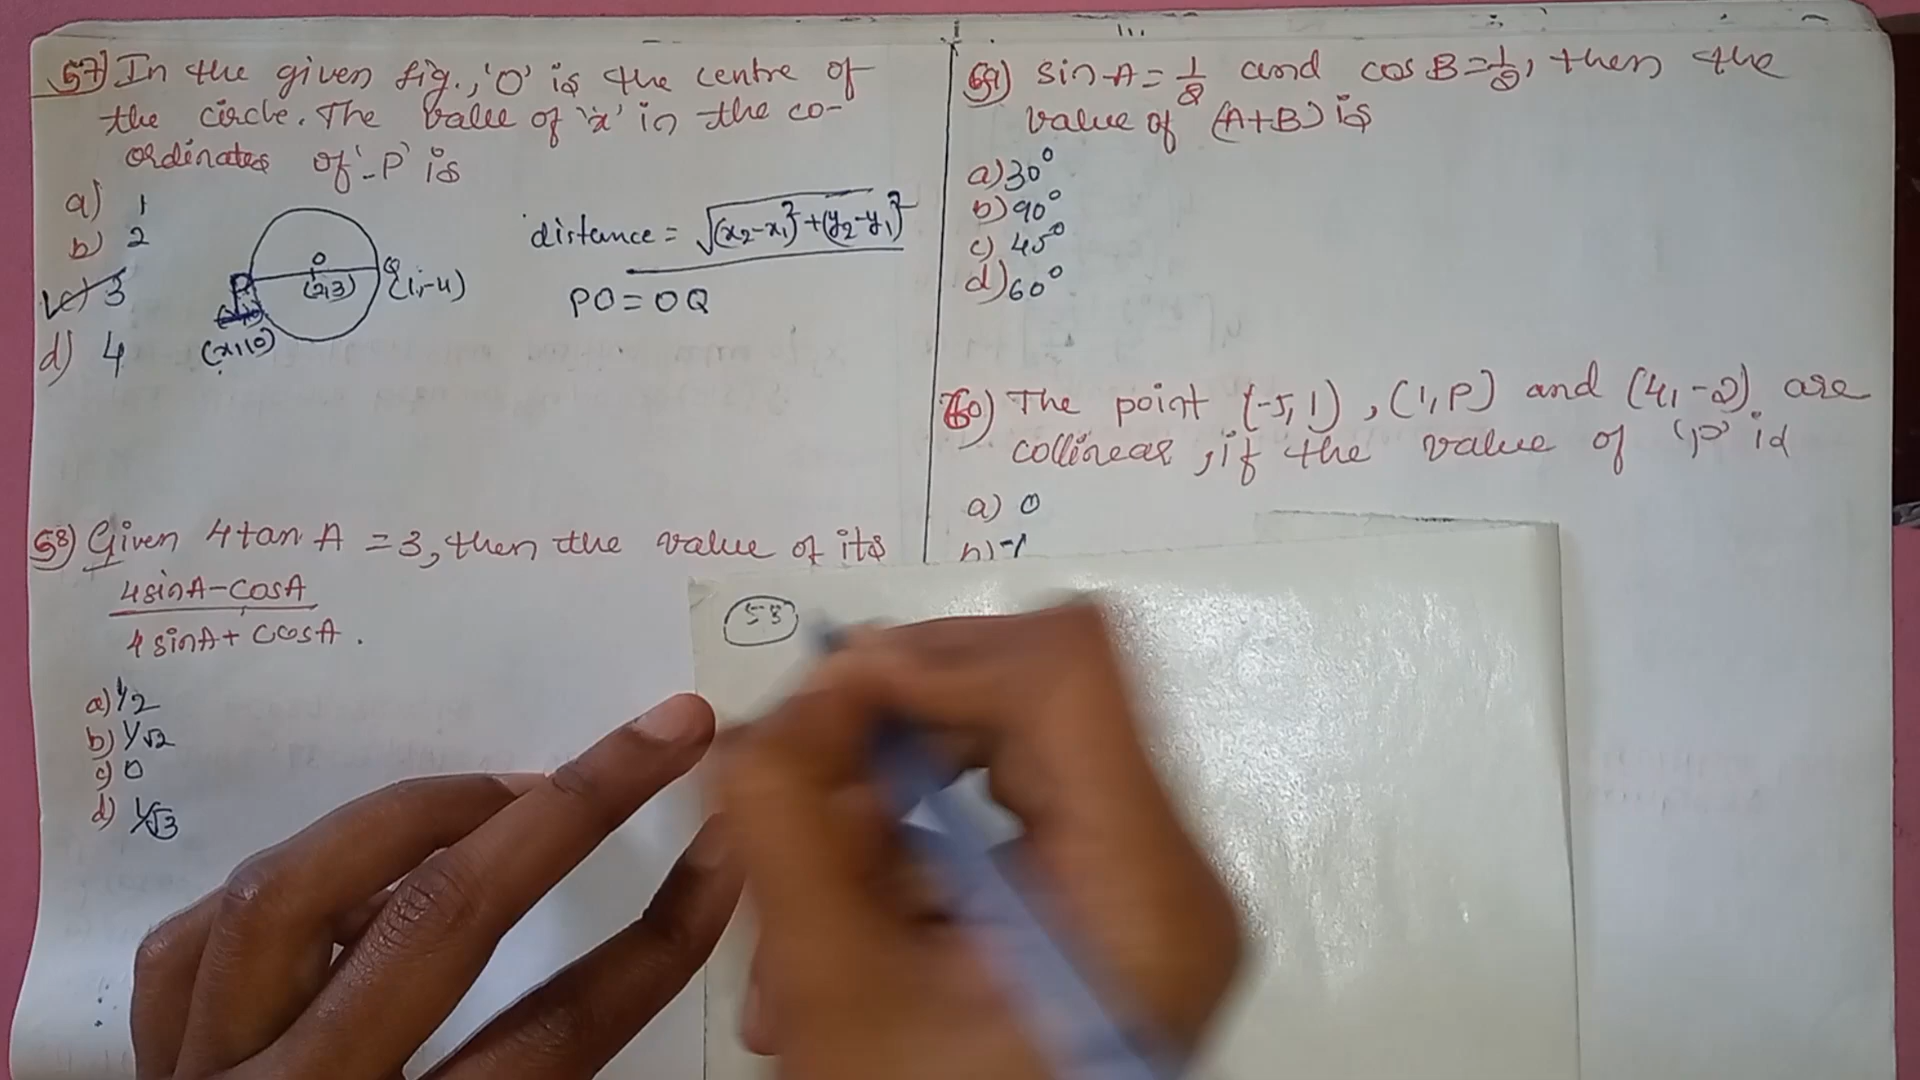 57) In the given fig., 'O' is the centre of
the circle. The value of 'x' in the co-
ordinates of 'P' is
a) 1
b) 2
c) 3
d) 4
P
O
(2,3)
Q(1,-4)
(x,10)
distance = √(x₂-x₁)²+(y₂-y₁)²
PO = OQ
58) Given 4tan A = 3, then the value of its
4sinA-cosA
4sinA+ccosA.
a) 1/2
b) 1/√2
c) 0
d) 1/√3
59) sin A = 1/2 and cos B = 1/2, then the
value of (A+B) is
a) 30°
b) 90°
c) 45°
d) 60°
60) The point (-5,1), (1,P) and (4,-2) are
collinear, if the value of 'P' is
a) 0
b) -1
58